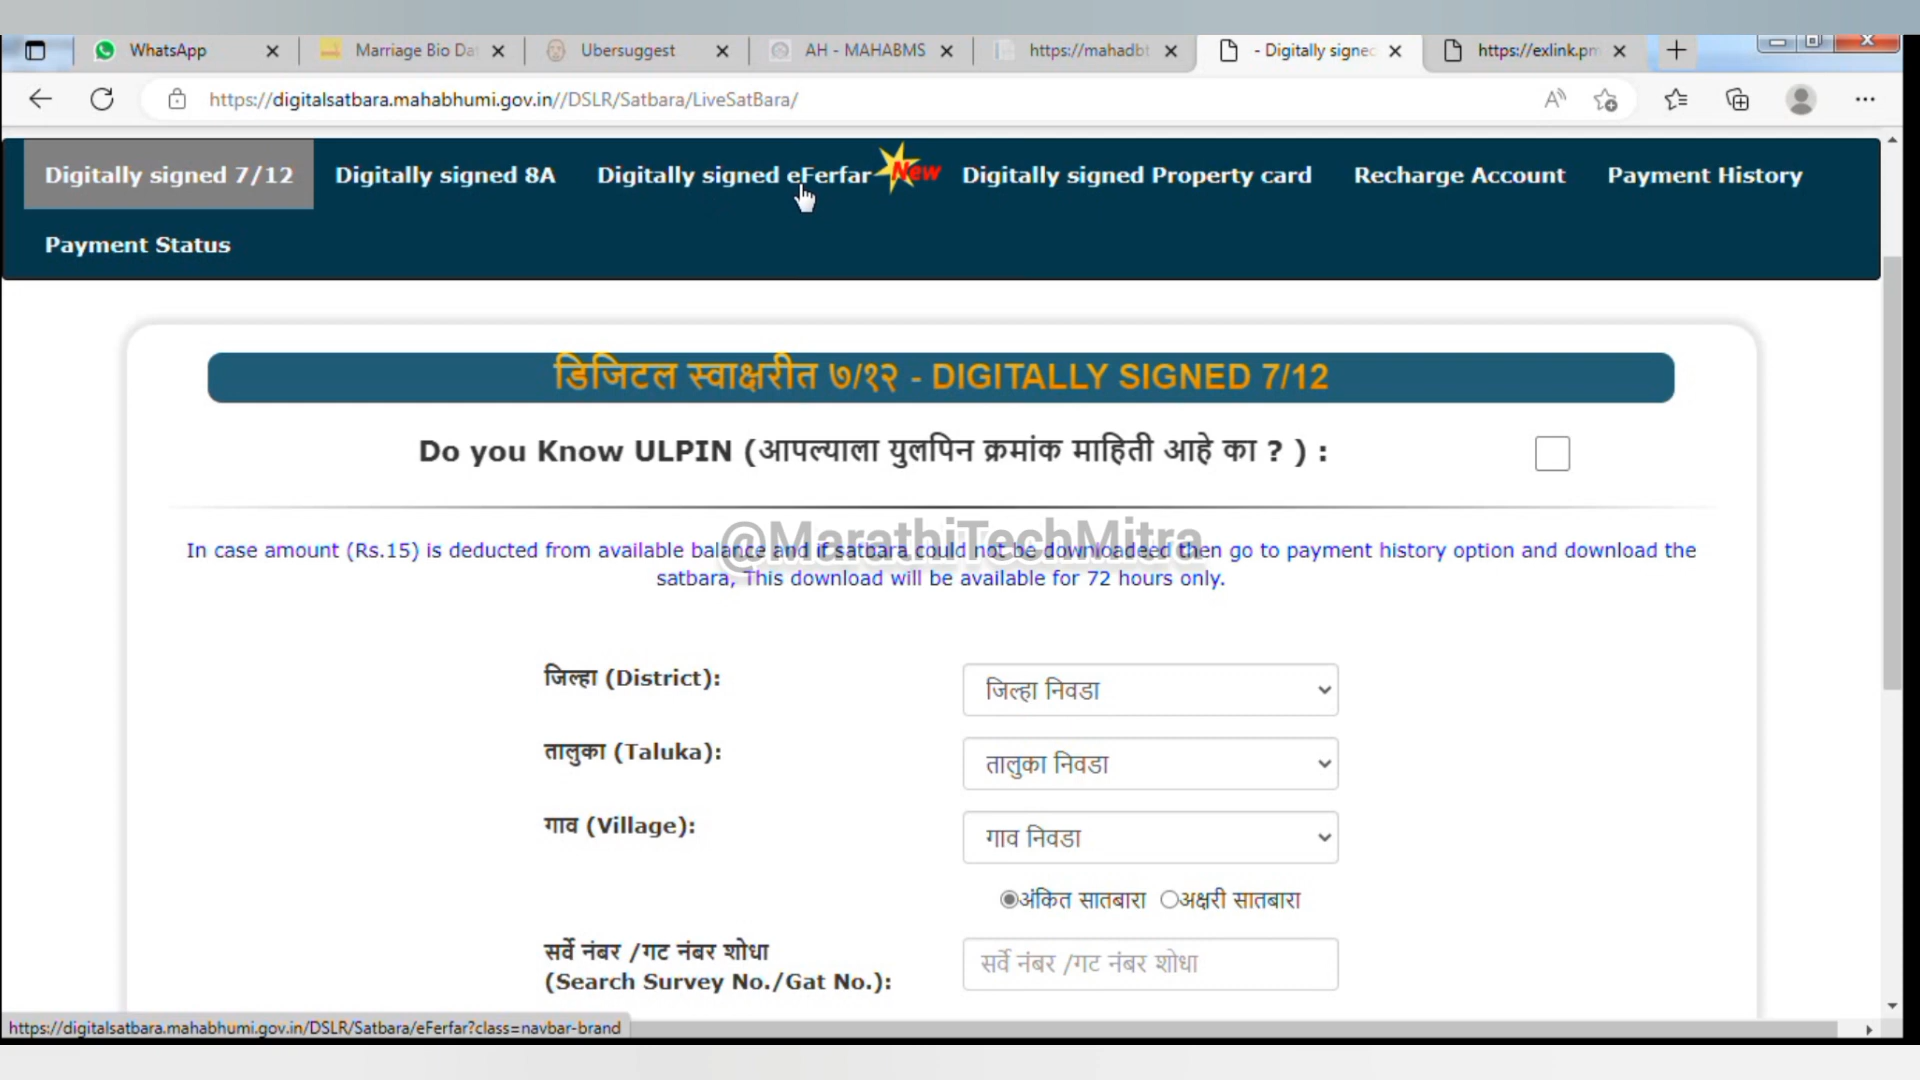 WhatsApp
Marriage Bio Dat
Ubersuggest
AH - MAHABMS
https://mahadbt
- Digitally signed
https://exlink.pm
https://digitalsatbara.mahabhumi.gov.in//DSLR/Satbara/LiveSatBara/
Digitally signed 7/12
Digitally signed 8A
Digitally signed eFerfar
New
Digitally signed Property card
Recharge Account
Payment History
Payment Status
डिजिटल स्वाक्षरीत ७/१२ - DIGITALLY SIGNED 7/12
Do you Know ULPIN (आपल्याला युलपिन क्रमांक माहिती आहे का ? ) :
@MarathiTechMitra
In case amount (Rs.15) is deducted from available balance and if satbara could not be downloadeed then go to payment history option and download the
satbara, This download will be available for 72 hours only.
जिल्हा (District):
जिल्हा निवडा
तालुका (Taluka):
तालुका निवडा
गाव (Village):
गाव निवडा
अंकित सातबारा
अक्षरी सातबारा
सर्वे नंबर /गट नंबर शोधा
(Search Survey No./Gat No.):
सर्वे नंबर /गट नंबर शोधा
https://digitalsatbara.mahabhumi.gov.in/DSLR/Satbara/eFerfar?class=navbar-brand